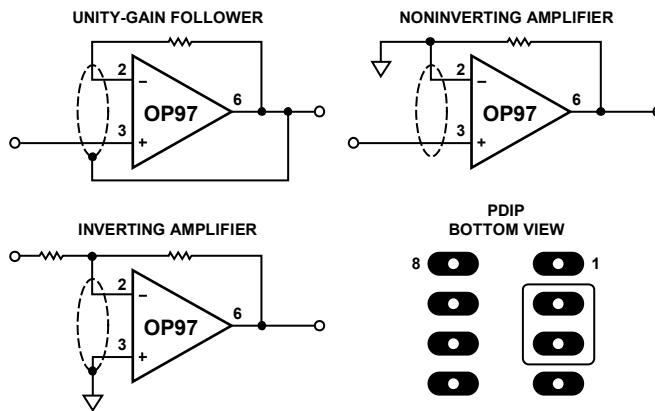 UNITY-GAIN FOLLOWER
2
−
OP97
6
3
+
NONINVERTING AMPLIFIER
2
−
OP97
6
3
+
INVERTING AMPLIFIER
2
−
OP97
6
3
+
PDIP
BOTTOM VIEW
8
1